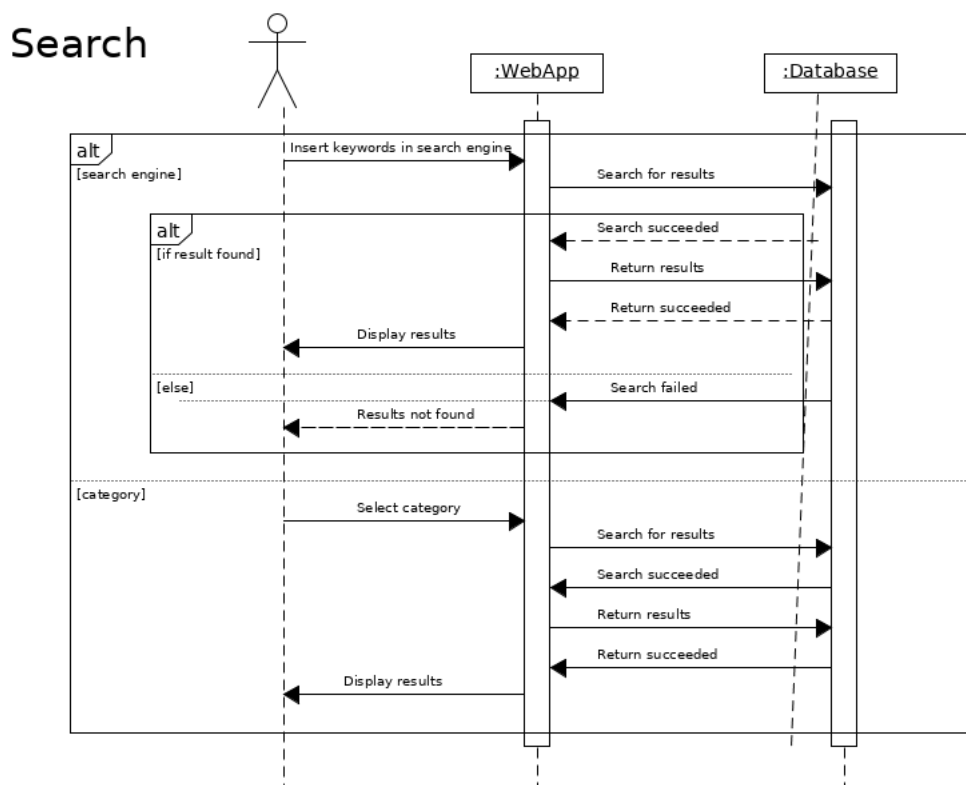 Search
:WebApp
:Database
alt
Insert keywords in search engine
[search engine]
Search for results
alt
Search succeeded
[if result found]
Return results
Return succeeded
Display results
[else]
Search failed
Results not found
[category]
Select category
Search for results
Search succeeded
Return results
Return succeeded
Display results